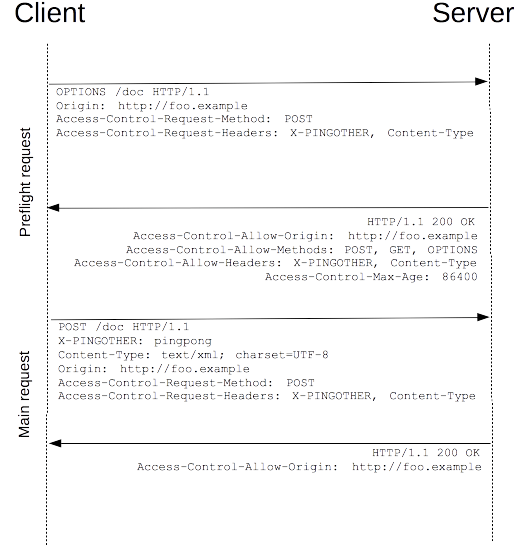 Client
Server
OPTIONS /doc HTTP/1.1
Origin: http://foo.example
Access-Control-Request-Method: POST
Access-Control-Request-Headers: X-PINGOTHER, Content-Type
Preflight request
HTTP/1.1 200 OK
Access-Control-Allow-Origin: http://foo.example
Access-Control-Allow-Methods: POST, GET, OPTIONS
Access-Control-Allow-Headers: X-PINGOTHER, Content-Type
Access-Control-Max-Age: 86400
POST /doc HTTP/1.1
X-PINGOTHER: pingpong
Content-Type: text/xml; charset=UTF-8
Origin: http://foo.example
Access-Control-Request-Method: POST
Access-Control-Request-Headers: X-PINGOTHER, Content-Type
Main request
HTTP/1.1 200 OK
Access-Control-Allow-Origin: http://foo.example